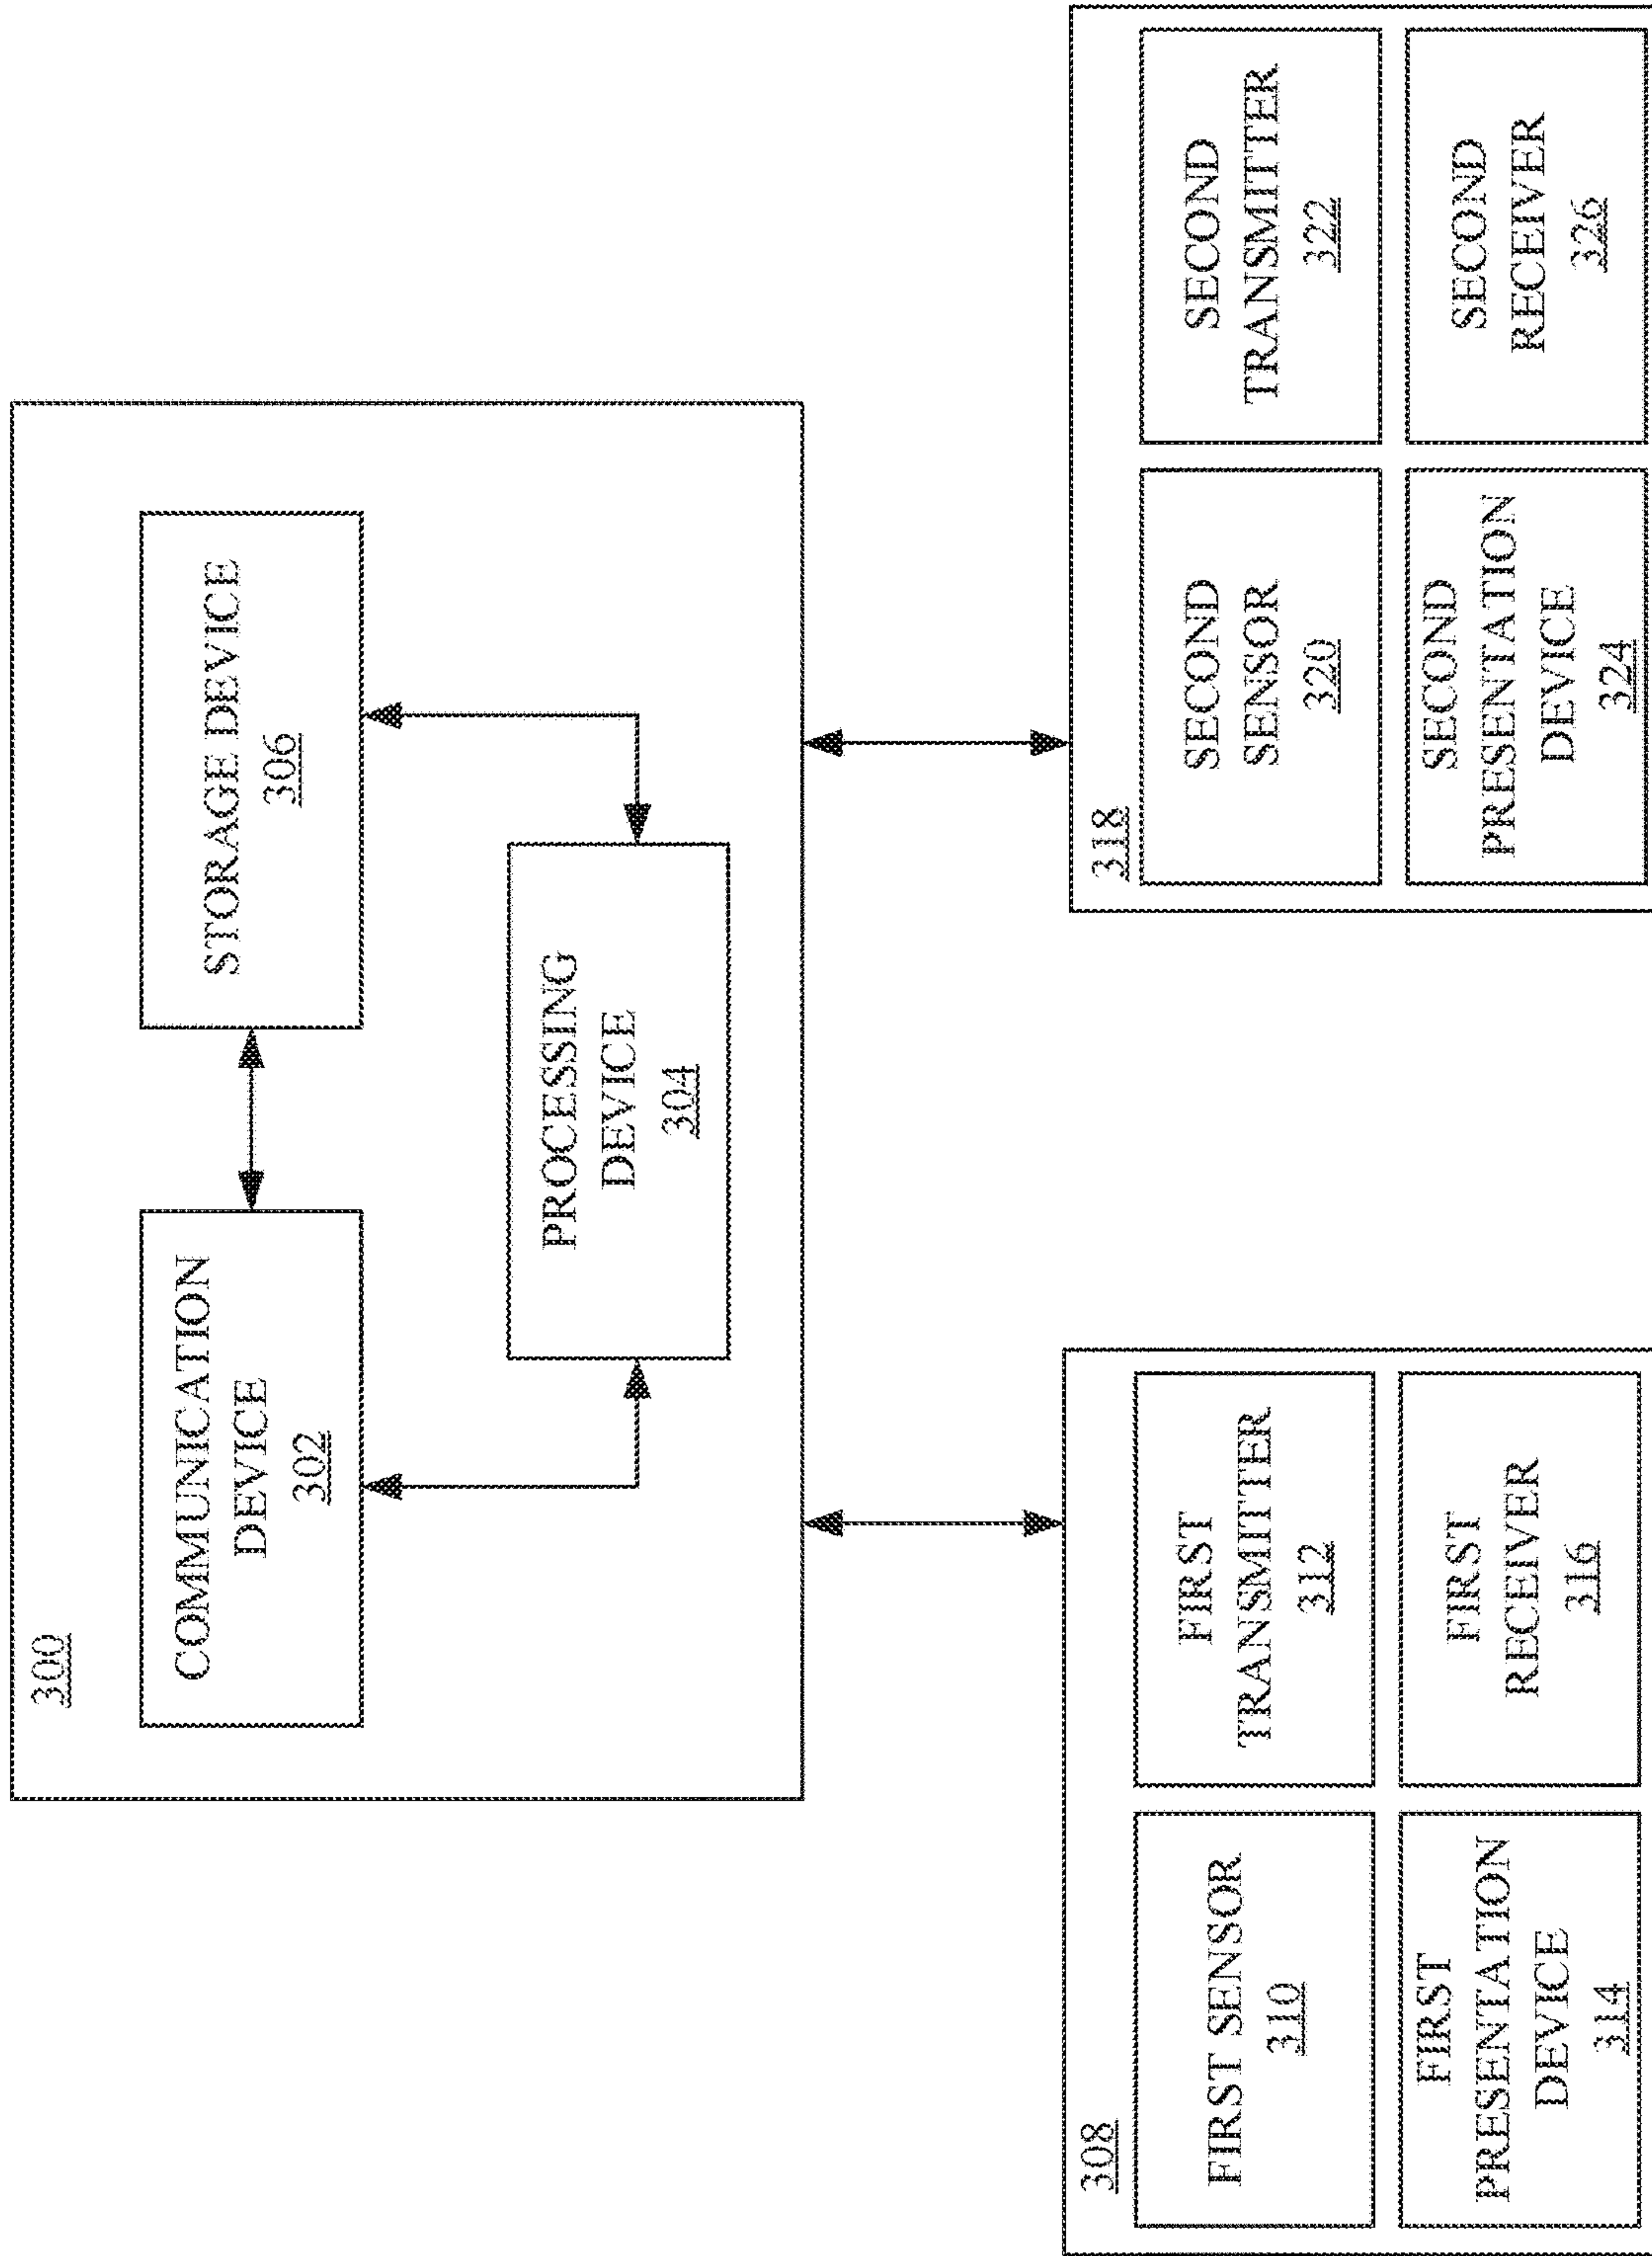 300
COMMUNICATION
DEVICE
302
STORAGE DEVICE
306
PROCESSING
DEVICE
304
308
FIRST SENSOR
310
FIRST
TRANSMITTER
312
FIRST
PRESENTATION
DEVICE
314
FIRST
RECEIVER
316
318
SECOND
SENSOR
320
SECOND
TRANSMITTER
322
SECOND
PRESENTATION
DEVICE
324
SECOND
RECEIVER
326